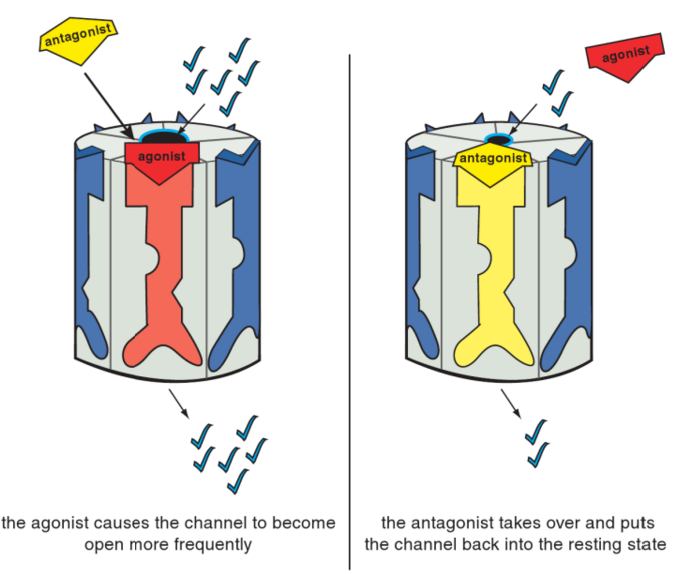 antagonist
agonist
the agonist causes the channel to become
open more frequently
agonist
antagonist
the antagonist takes over and puts
the channel back into the resting state